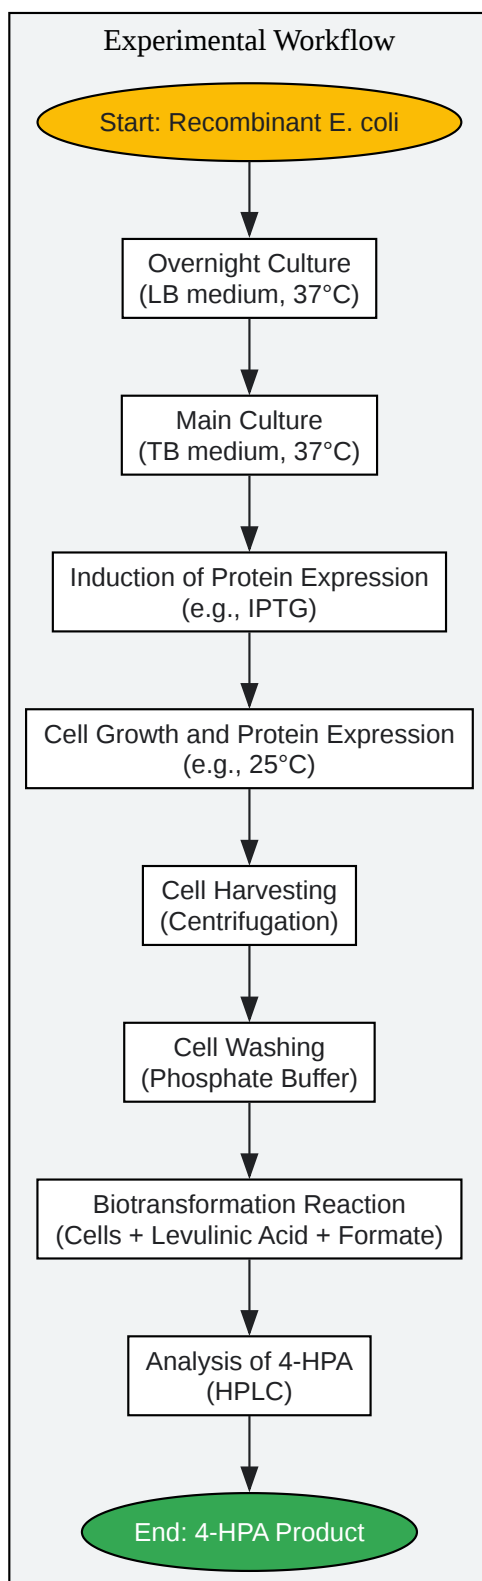 Experimental Workflow
Start: Recombinant E. coli
Overnight Culture
(LB medium, 37°C)
Main Culture
(TB medium, 37°C)
Induction of Protein Expression
(e.g., IPTG)
Cell Growth and Protein Expression
(e.g., 25°C)
Cell Harvesting
(Centrifugation)
Cell Washing
(Phosphate Buffer)
Biotransformation Reaction
(Cells + Levulinic Acid + Formate)
Analysis of 4-HPA
(HPLC)
End: 4-HPA Product